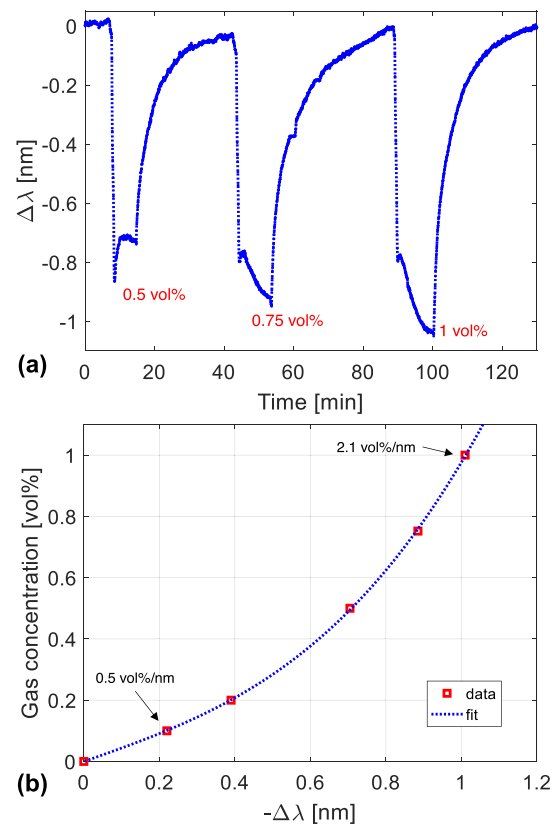 0
-0.2
-0.4
-0.6
-0.8
-1
Δλ [nm]
0.5 vol%
0.75 vol%
1 vol%
0 20 40 60 80 100 120
Time [min]
(a)
1
0.8
0.6
0.4
0.2
0
Gas concentration [vol%]
2.1 vol%/nm
0.5 vol%/nm
data
fit
0 0.2 0.4 0.6 0.8 1 1.2
-Δλ [nm]
(b)